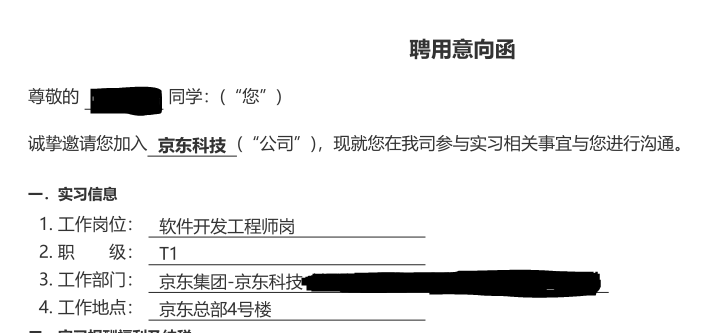 聘用意向函
尊敬的 同学:(“您”)
诚挚邀请您加入 京东科技 (“公司”),现就您在我司参与实习相关事宜与您进行沟通。
一. 实习信息
1. 工作岗位: 软件开发工程师岗
2. 职 级: T1
3. 工作部门: 京东集团-京东科技
4. 工作地点: 京东总部4号楼